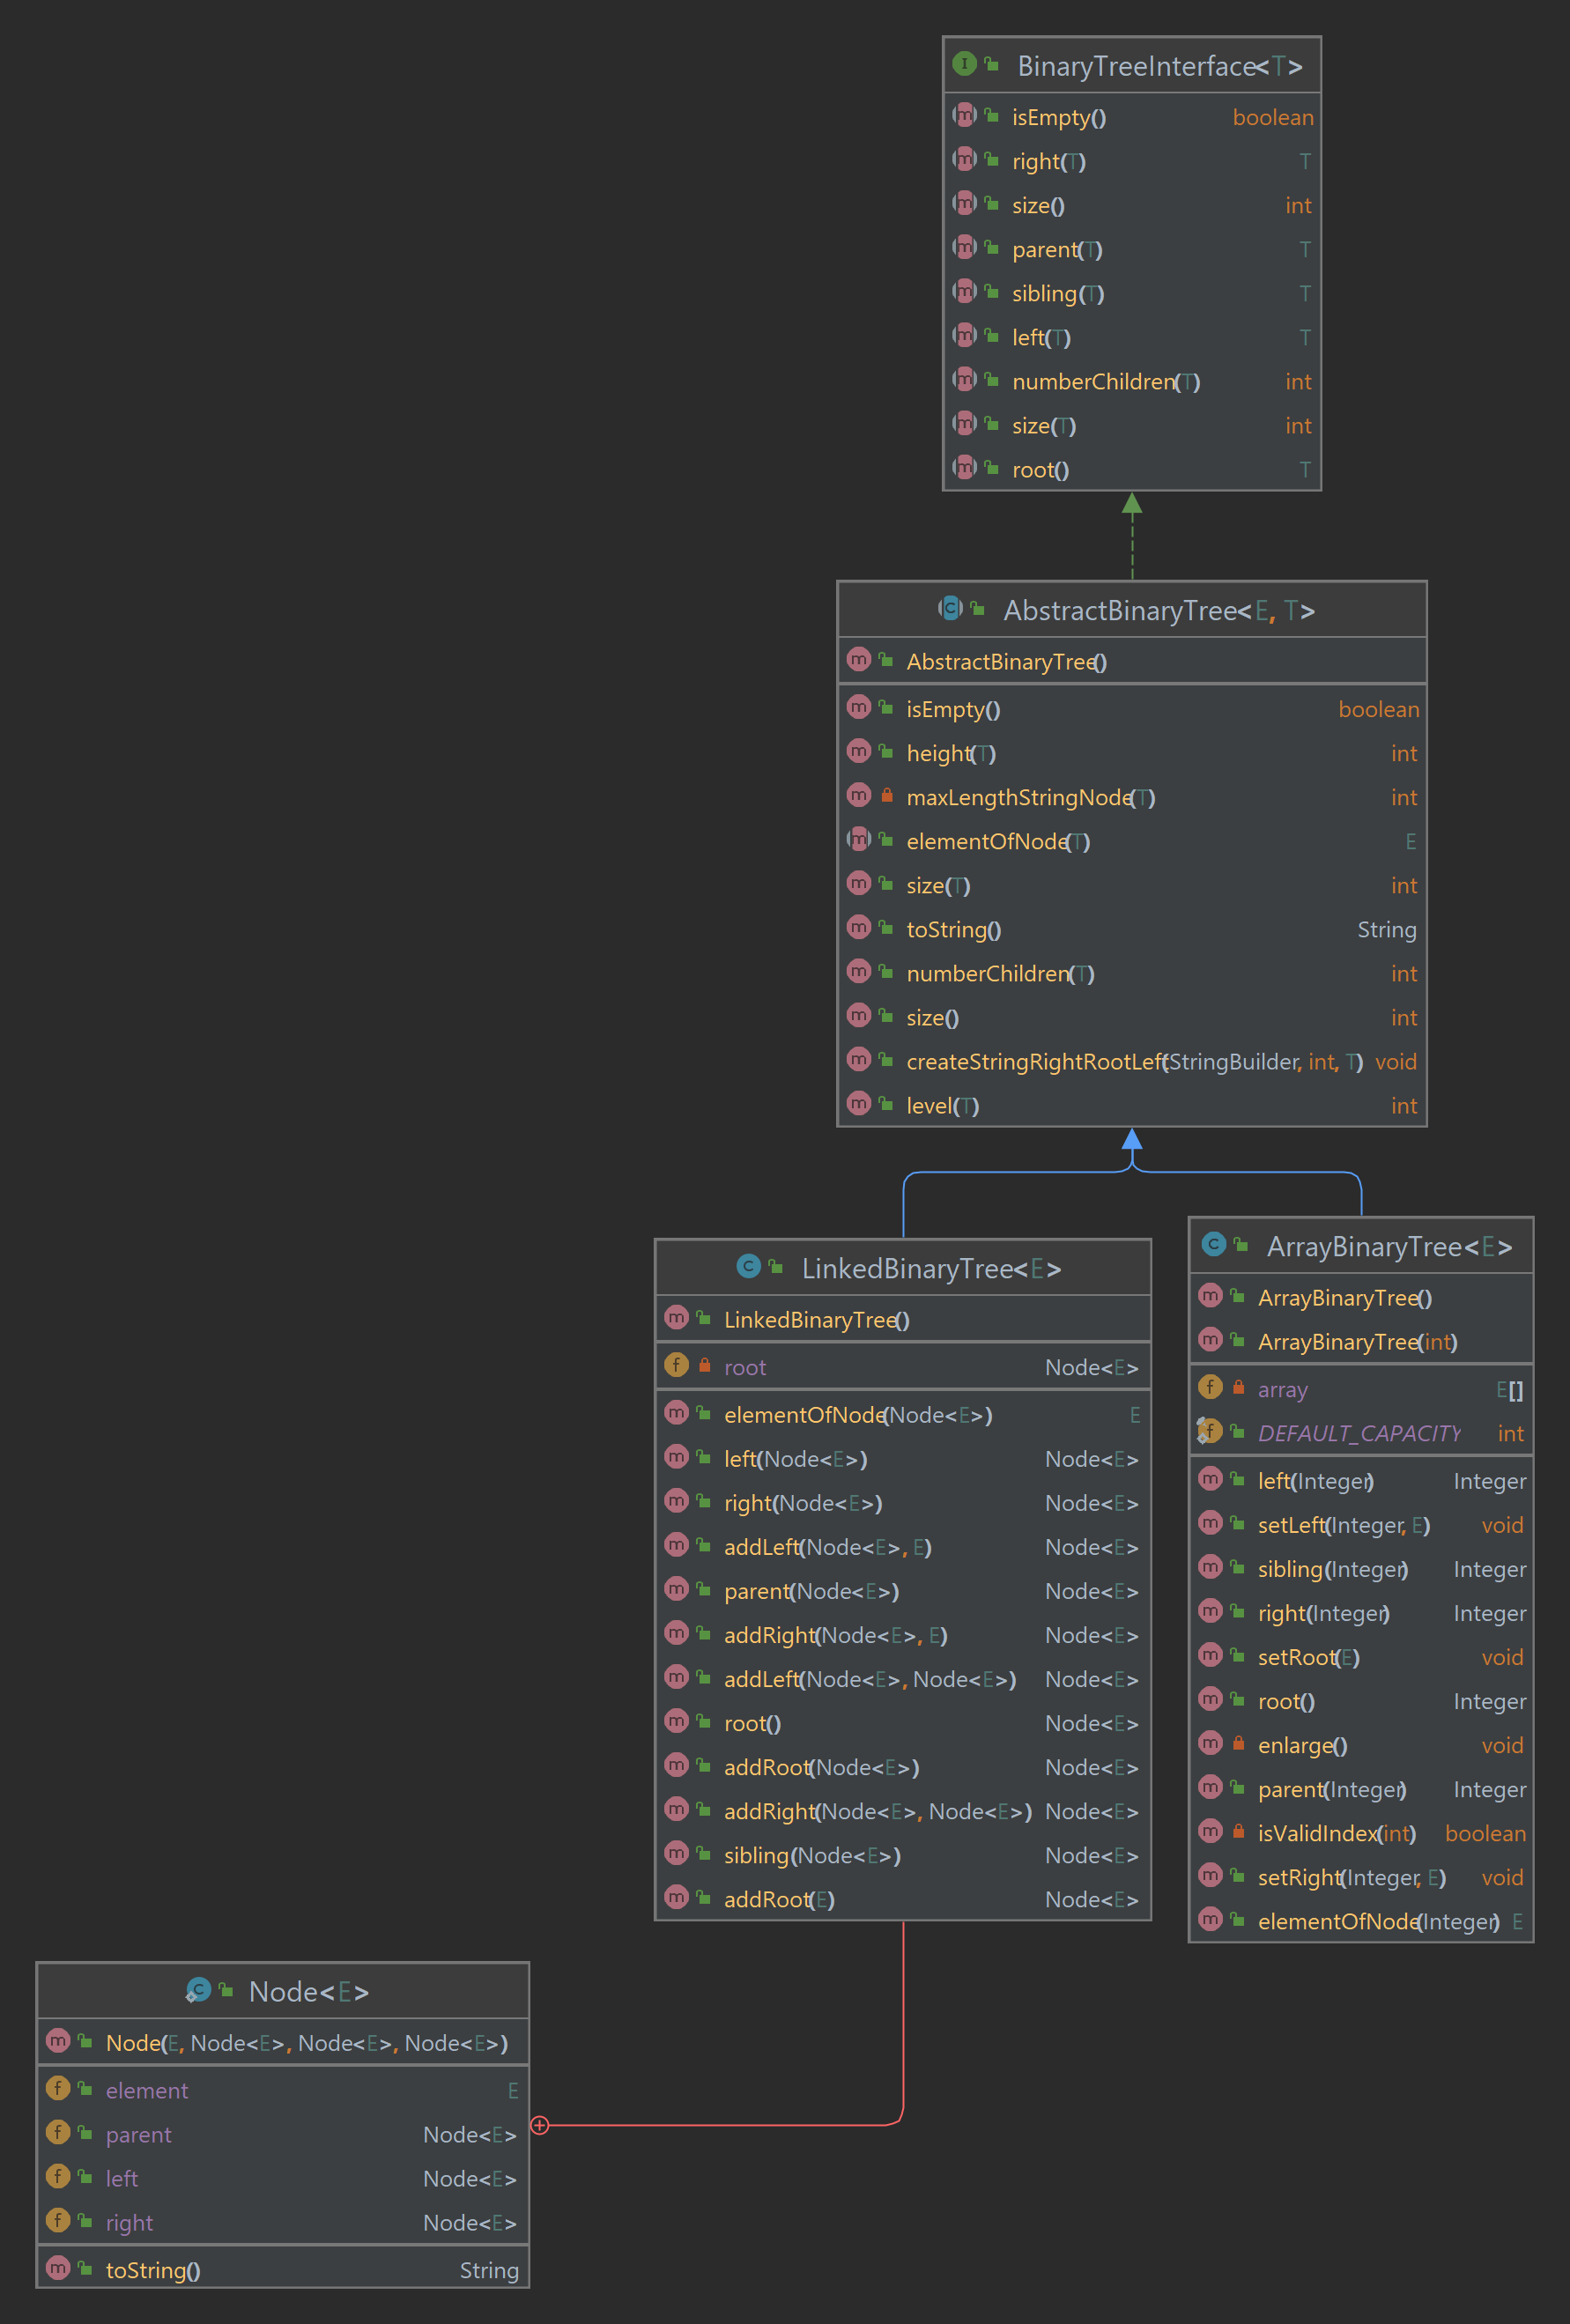 BinaryTreeInterface<T>
isEmpty() boolean
right(T) T
size() int
parent(T) T
sibling(T) T
left(T) T
numberChildren(T) int
size(T) int
root() T
AbstractBinaryTree<E, T>
AbstractBinaryTree()
isEmpty() boolean
height(T) int
maxLengthStringNode(T) int
elementOfNode(T) E
size(T) int
toString() String
numberChildren(T) int
size() int
createStringRightRootLeft(StringBuilder, int, T) void
level(T) int
LinkedBinaryTree<E>
LinkedBinaryTree()
root Node<E>
elementOfNode(Node<E>) E
left(Node<E>) Node<E>
right(Node<E>) Node<E>
addLeft(Node<E>, E) Node<E>
parent(Node<E>) Node<E>
addRight(Node<E>, E) Node<E>
addLeft(Node<E>, Node<E>) Node<E>
root() Node<E>
addRoot(Node<E>) Node<E>
addRight(Node<E>, Node<E>) Node<E>
sibling(Node<E>) Node<E>
addRoot(E) Node<E>
ArrayBinaryTree<E>
ArrayBinaryTree()
ArrayBinaryTree(int)
array E[]
DEFAULT_CAPACITY int
left(Integer) Integer
setLeft(Integer, E) void
sibling(Integer) Integer
right(Integer) Integer
setRoot(E) void
root() Integer
enlarge() void
parent(Integer) Integer
isValidIndex(int) boolean
setRight(Integer, E) void
elementOfNode(Integer) E
Node<E>
Node(E, Node<E>, Node<E>, Node<E>)
element E
parent Node<E>
left Node<E>
right Node<E>
toString() String